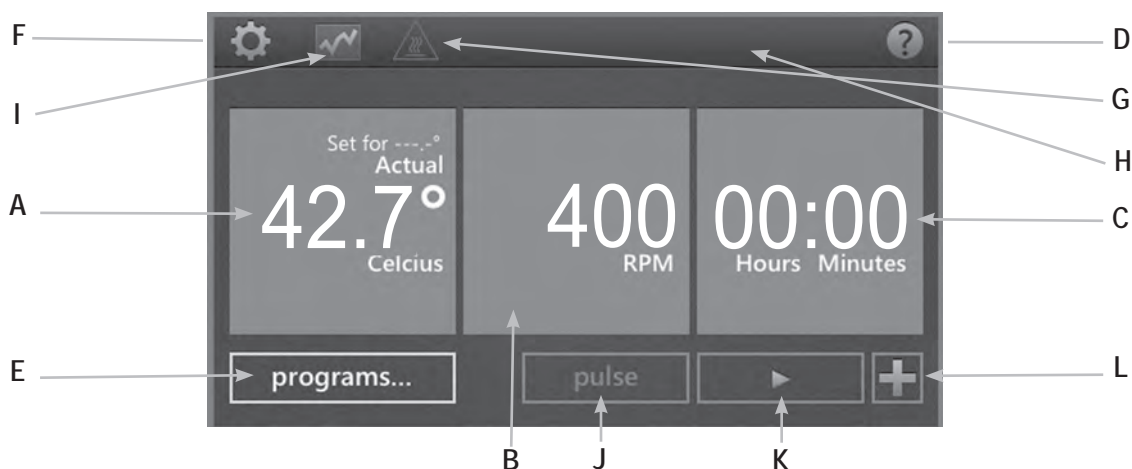 F
D
I
G
H
Set for ---.-°
Actual
A
42.7°
400
00:00
C
Celcius
RPM
Hours Minutes
E
programs...
pulse
L
B
J
K